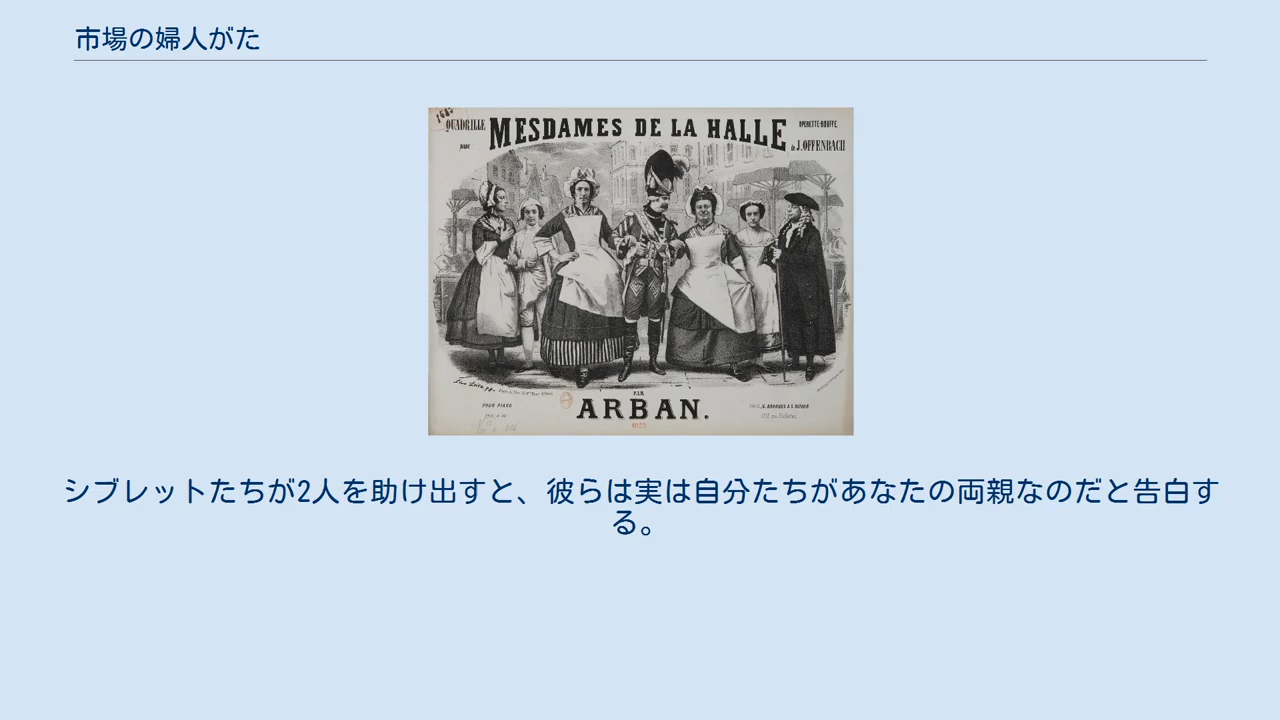 市場の婦人がた
QUADRILLE
MESDAMES DE LA HALLE
OPERETTE-BOUFFE
J. OFFENBACH
PAR
ARBAN.
POUR PIANO
シブレットたちが2人を助け出すと、彼らは実は自分たちがあなたの両親なのだと告白す
る。